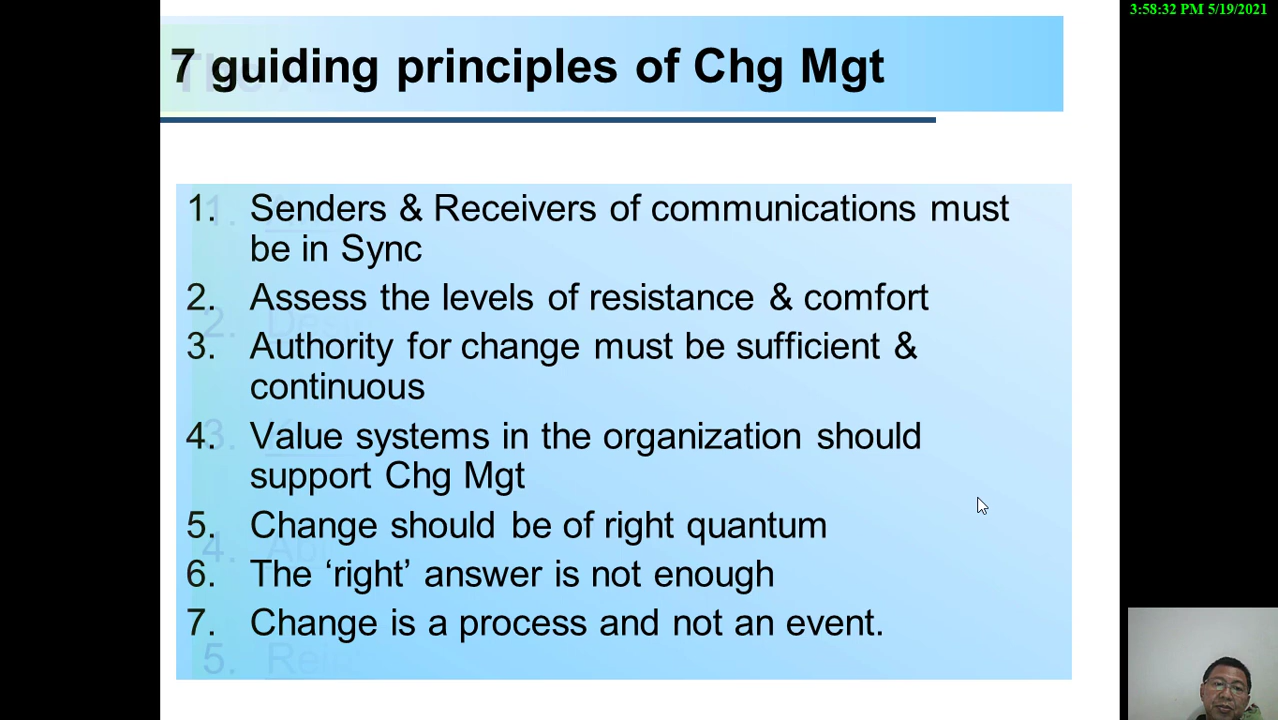 3:58:32 PM 5/19/2021
7 guiding principles of Chg Mgt
1. Senders & Receivers of communications must
be in Sync
2. Assess the levels of resistance & comfort
3. Authority for change must be sufficient &
continuous
4. Value systems in the organization should
support Chg Mgt
5. Change should be of right quantum
6. The ‘right’ answer is not enough
7. Change is a process and not an event.